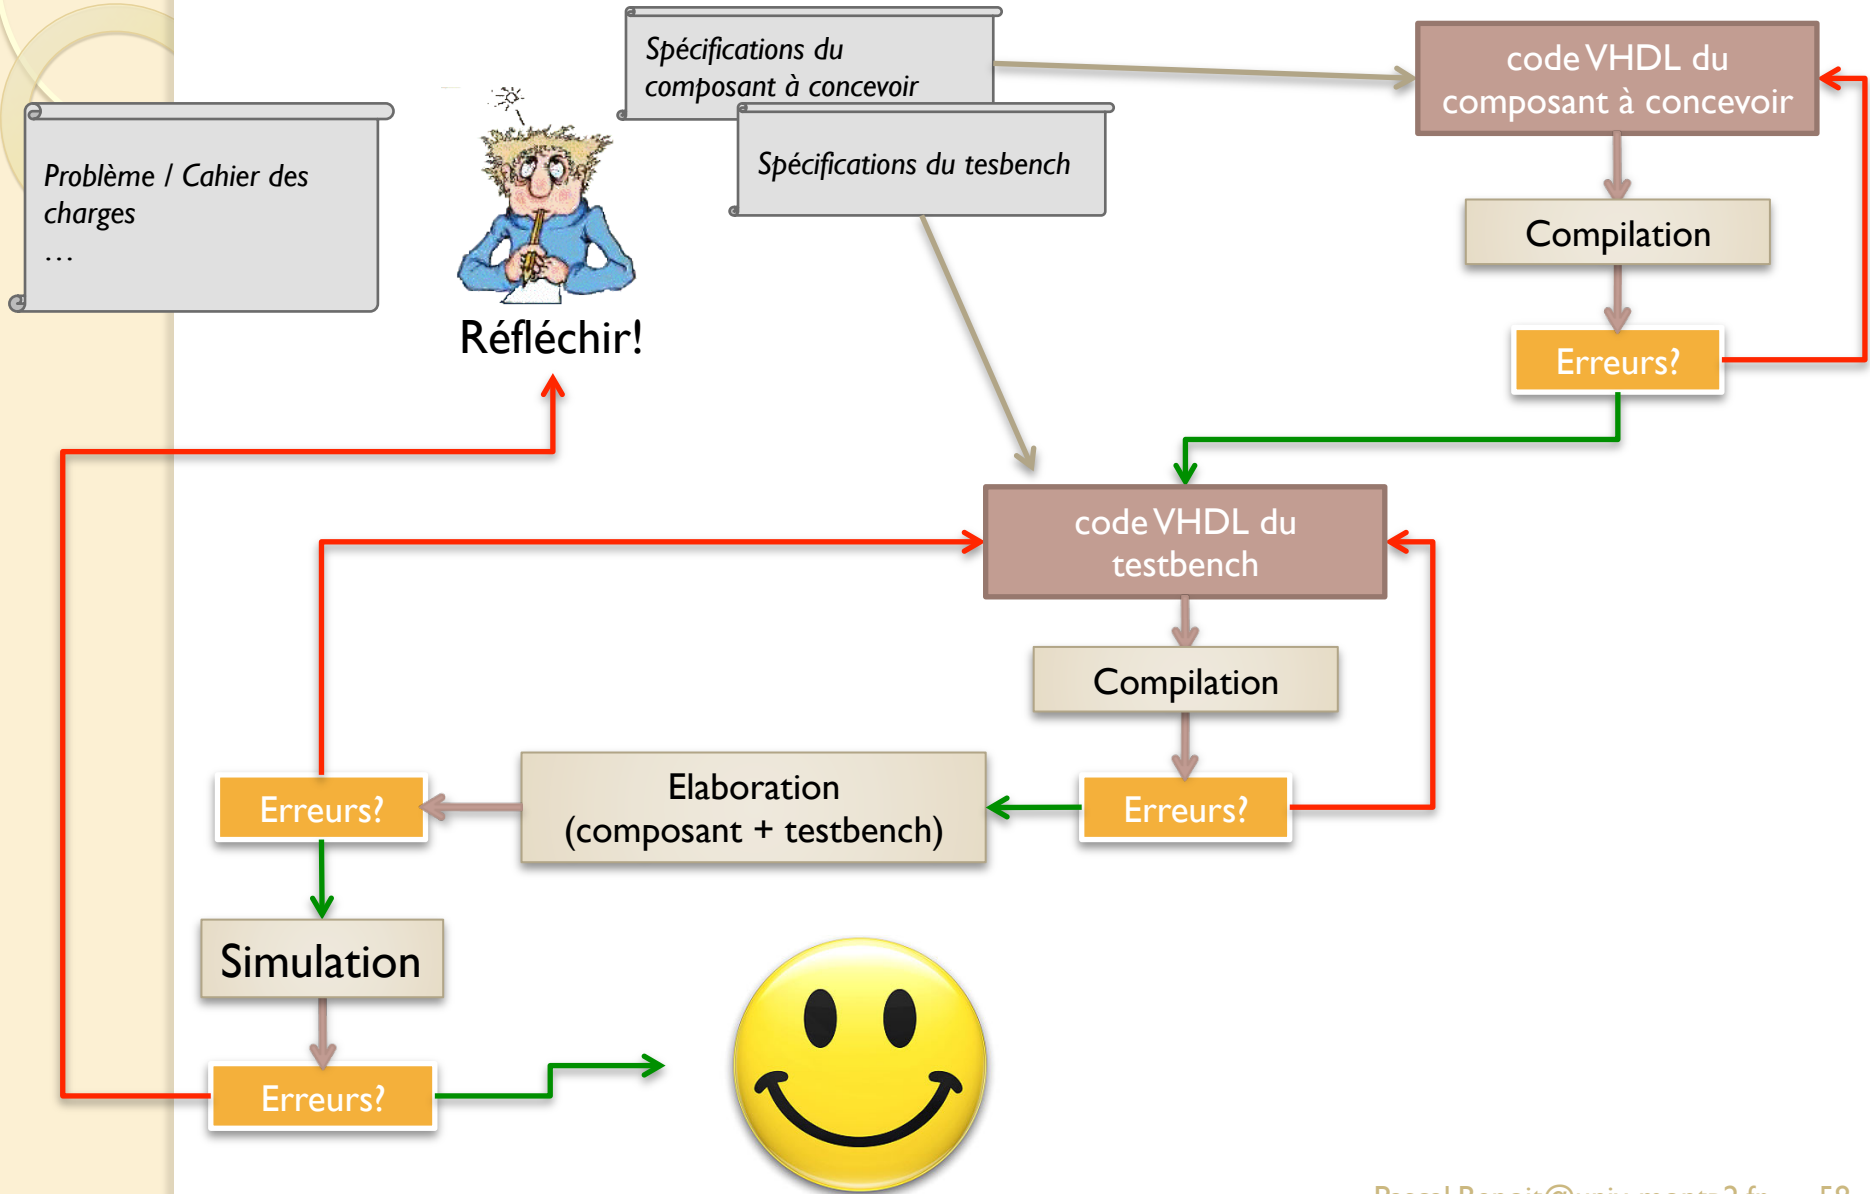 Spécifications du
composant à concevoir
code VHDL du
composant à concevoir
Problème / Cahier des
charges
…
Spécifications du tesbench
Compilation
Réfléchir!
Erreurs?
code VHDL du
testbench
Compilation
Elaboration
(composant + testbench)
Erreurs?
Erreurs?
Simulation
Erreurs?